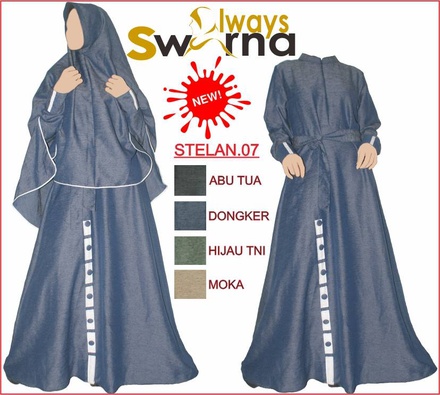 Always
Swarna
NEW!
STELAN.07
ABU TUA
DONGKER
HIJAU TNI
MOKA